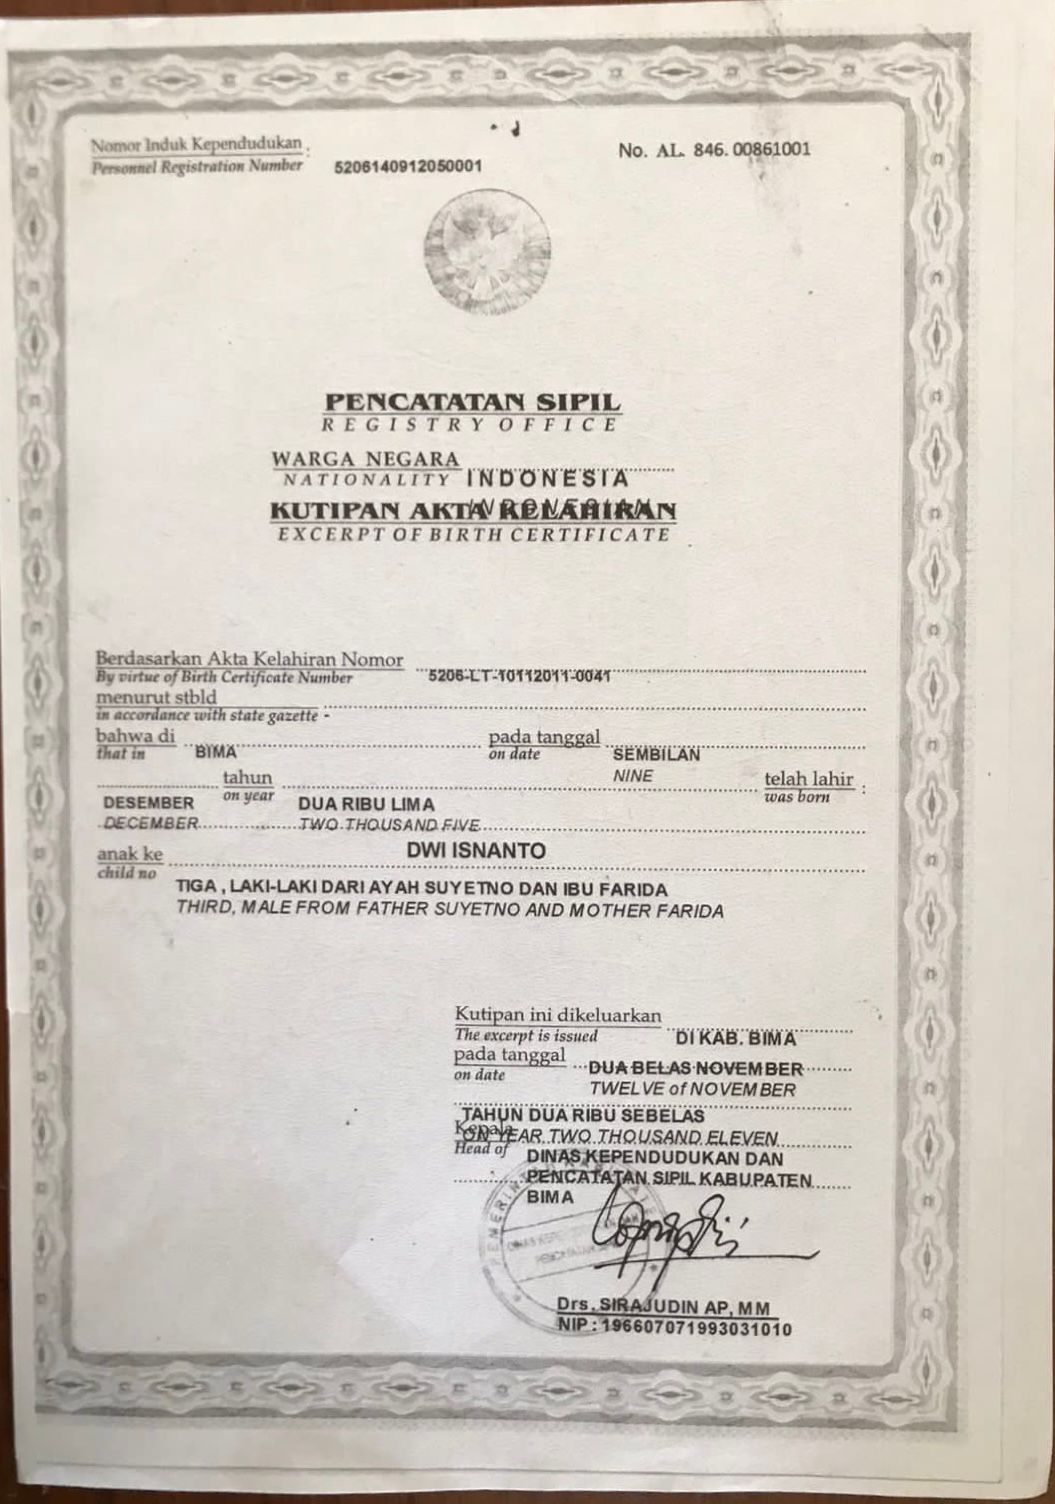 Nomor Induk Kependudukan :
Personnel Registration Number 5206140912050001
No. AL. 846. 00861001
PENCATATAN SIPIL
REGISTRY OFFICE
WARGA NEGARA
NATIONALITY INDONESIA
INDONESIAN
KUTIPAN AKTA KELAHIRAN
EXCERPT OF BIRTH CERTIFICATE
Berdasarkan Akta Kelahiran Nomor
By virtue of Birth Certificate Number 5206-LT-10112011-0041
menurut stbld
in accordance with state gazette -
bahwa di pada tanggal
that in BIMA on date SEMBILAN
NINE
tahun telah lahir :
on year was born
DESEMBER DUA RIBU LIMA
DECEMBER TWO THOUSAND FIVE
DWI ISNANTO
anak ke
child no
TIGA , LAKI-LAKI DARI AYAH SUYETNO DAN IBU FARIDA
THIRD, MALE FROM FATHER SUYETNO AND MOTHER FARIDA
Kutipan ini dikeluarkan
The excerpt is issued DI KAB. BIMA
pada tanggal
on date DUA BELAS NOVEMBER
TWELVE of NOVEMBER
TAHUN DUA RIBU SEBELAS
Kepala
ON YEAR TWO THOUSAND ELEVEN
Head of DINAS KEPENDUDUKAN DAN
PENCATATAN SIPIL KABUPATEN
BIMA
Drs. SIRAJUDIN AP, MM
NIP : 196607071993031010